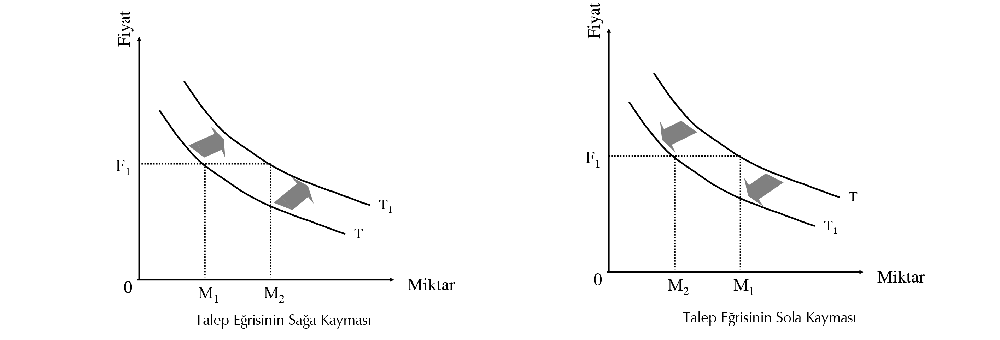 Fiyat
F1
T1
T
0
M1
M2
Miktar
Talep Eğrisinin Sağa Kayması
Fiyat
F1
T
T1
0
M2
M1
Miktar
Talep Eğrisinin Sola Kayması